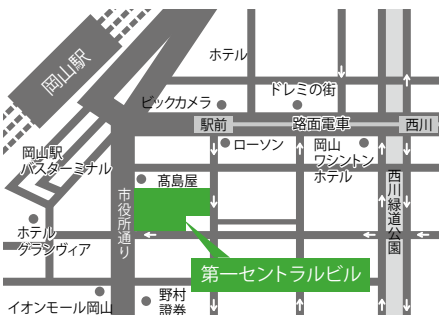 ホテル
岡山駅
ドレミの街
ビックカメラ
駅前
路面電車
西川
ローソン
岡山
ワシントン
ホテル
岡山駅
バスターミナル
髙島屋
市役所通り
西川緑道公園
ホテル
グランヴィア
第一セントラルビル
イオンモール岡山
野村
證券